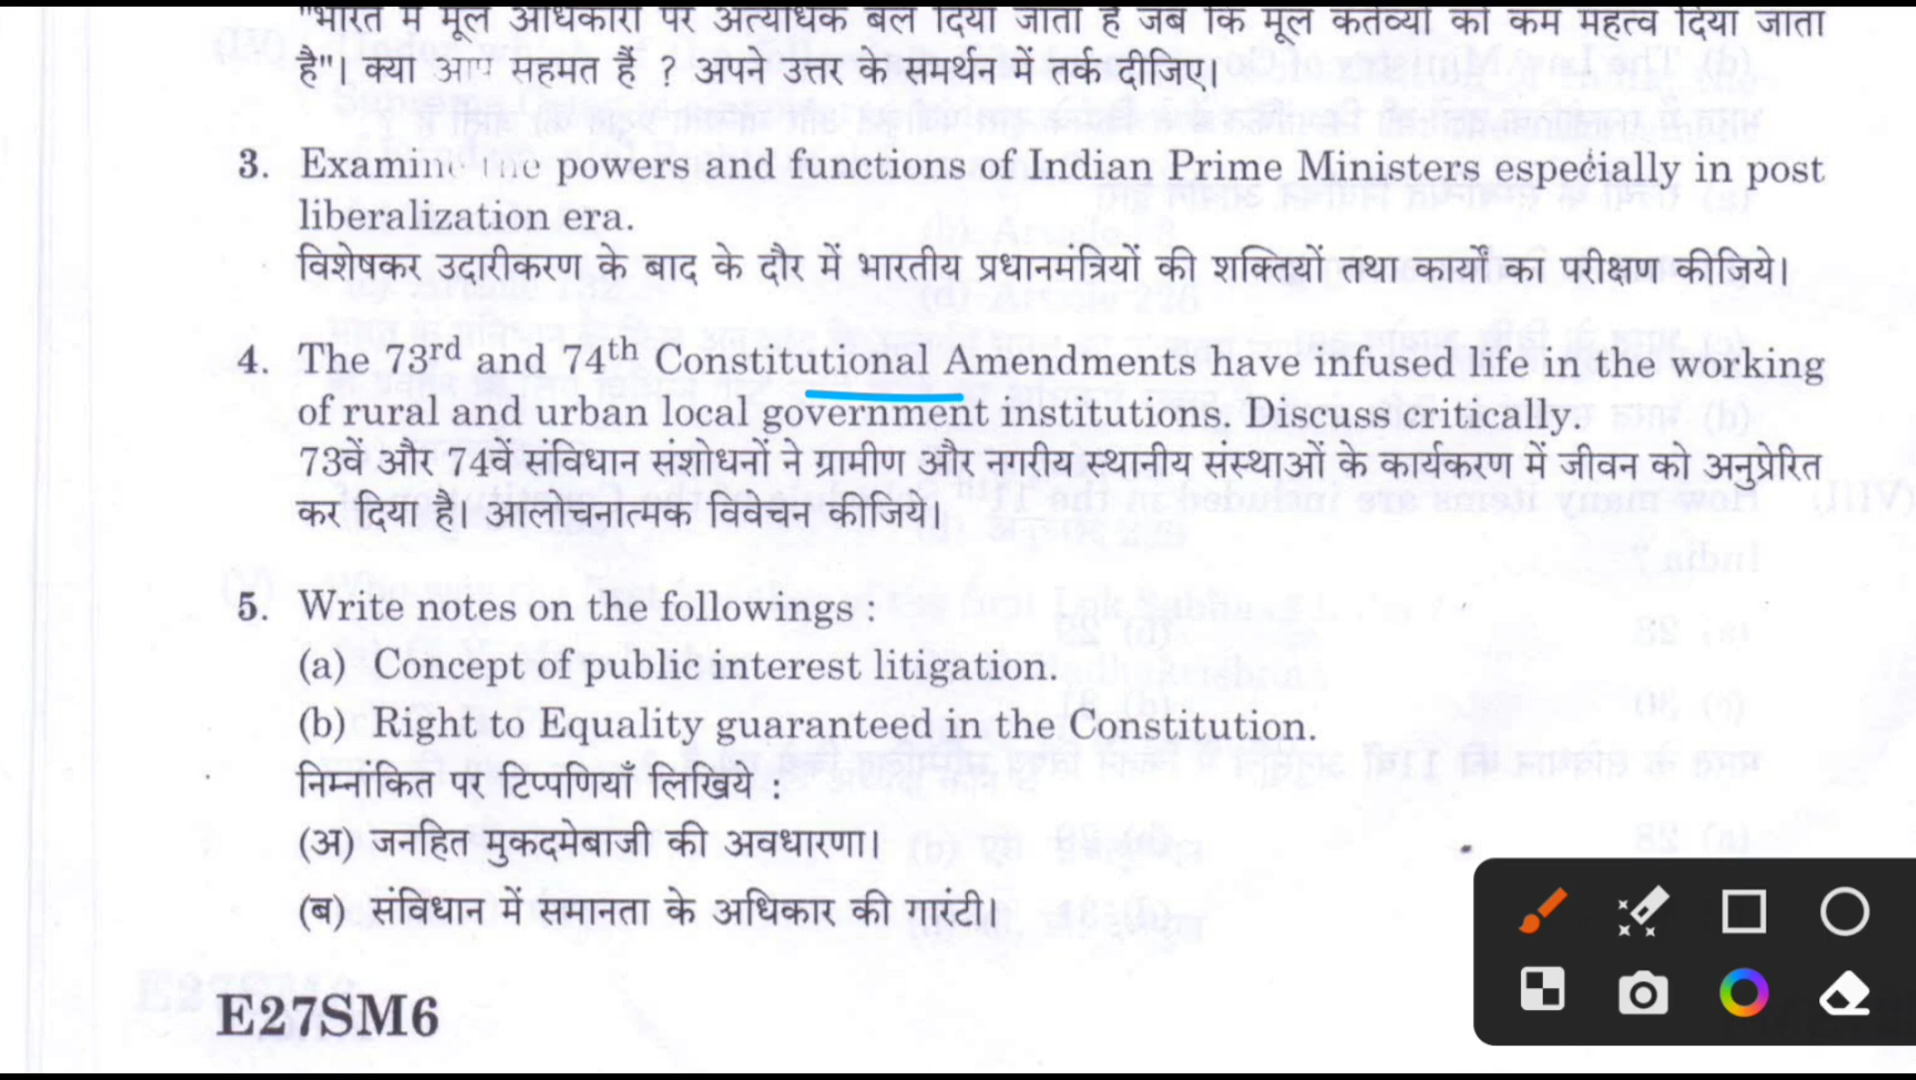 "भारत में मूल अधिकारों पर अत्यधिक बल दिया जाता है जब कि मूल कर्तव्यों को कम महत्व दिया जाता
है"। क्या आप सहमत हैं ? अपने उत्तर के समर्थन में तर्क दीजिए।
3. Examine the powers and functions of Indian Prime Ministers especially in post
liberalization era.
विशेषकर उदारीकरण के बाद के दौर में भारतीय प्रधानमंत्रियों की शक्तियों तथा कार्यों का परीक्षण कीजिये।
4. The 73rd and 74th Constitutional Amendments have infused life in the working
of rural and urban local government institutions. Discuss critically.
73वें और 74वें संविधान संशोधनों ने ग्रामीण और नगरीय स्थानीय संस्थाओं के कार्यकरण में जीवन को अनुप्रेरित
कर दिया है। आलोचनात्मक विवेचन कीजिये।
5. Write notes on the followings :
(a) Concept of public interest litigation.
(b) Right to Equality guaranteed in the Constitution.
निम्नांकित पर टिप्पणियाँ लिखिये :
(अ) जनहित मुकदमेबाजी की अवधारणा।
(ब) संविधान में समानता के अधिकार की गारंटी।
E27SM6